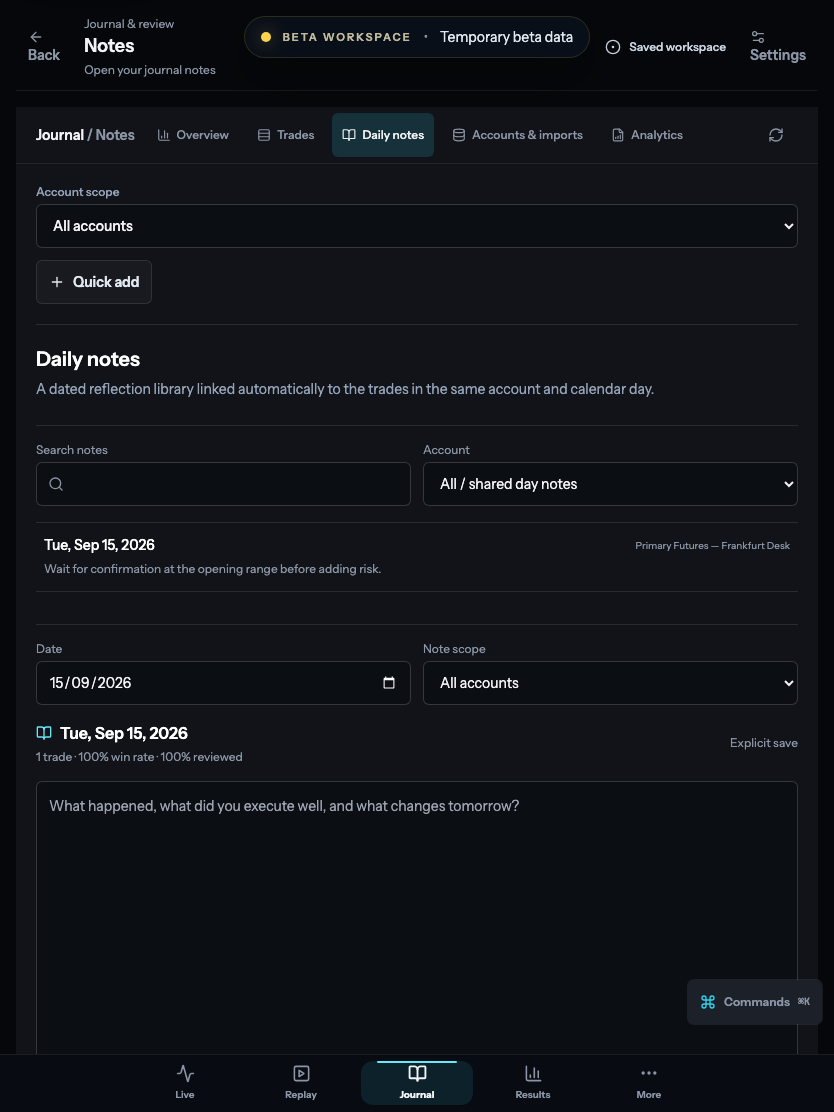 Back
Journal & review
Notes
Open your journal notes
BETA WORKSPACE · Temporary beta data
Saved workspace
Settings
Journal / Notes
Overview
Trades
Daily notes
Accounts & imports
Analytics
Account scope
All accounts
+ Quick add
Daily notes
A dated reflection library linked automatically to the trades in the same account and calendar day.
Search notes
Account
All / shared day notes
Tue, Sep 15, 2026
Primary Futures — Frankfurt Desk
Wait for confirmation at the opening range before adding risk.
Date
Note scope
15/09/2026
All accounts
Tue, Sep 15, 2026
1 trade · 100% win rate · 100% reviewed
Explicit save
What happened, what did you execute well, and what changes tomorrow?
Commands ⌘K
Live
Replay
Journal
Results
More